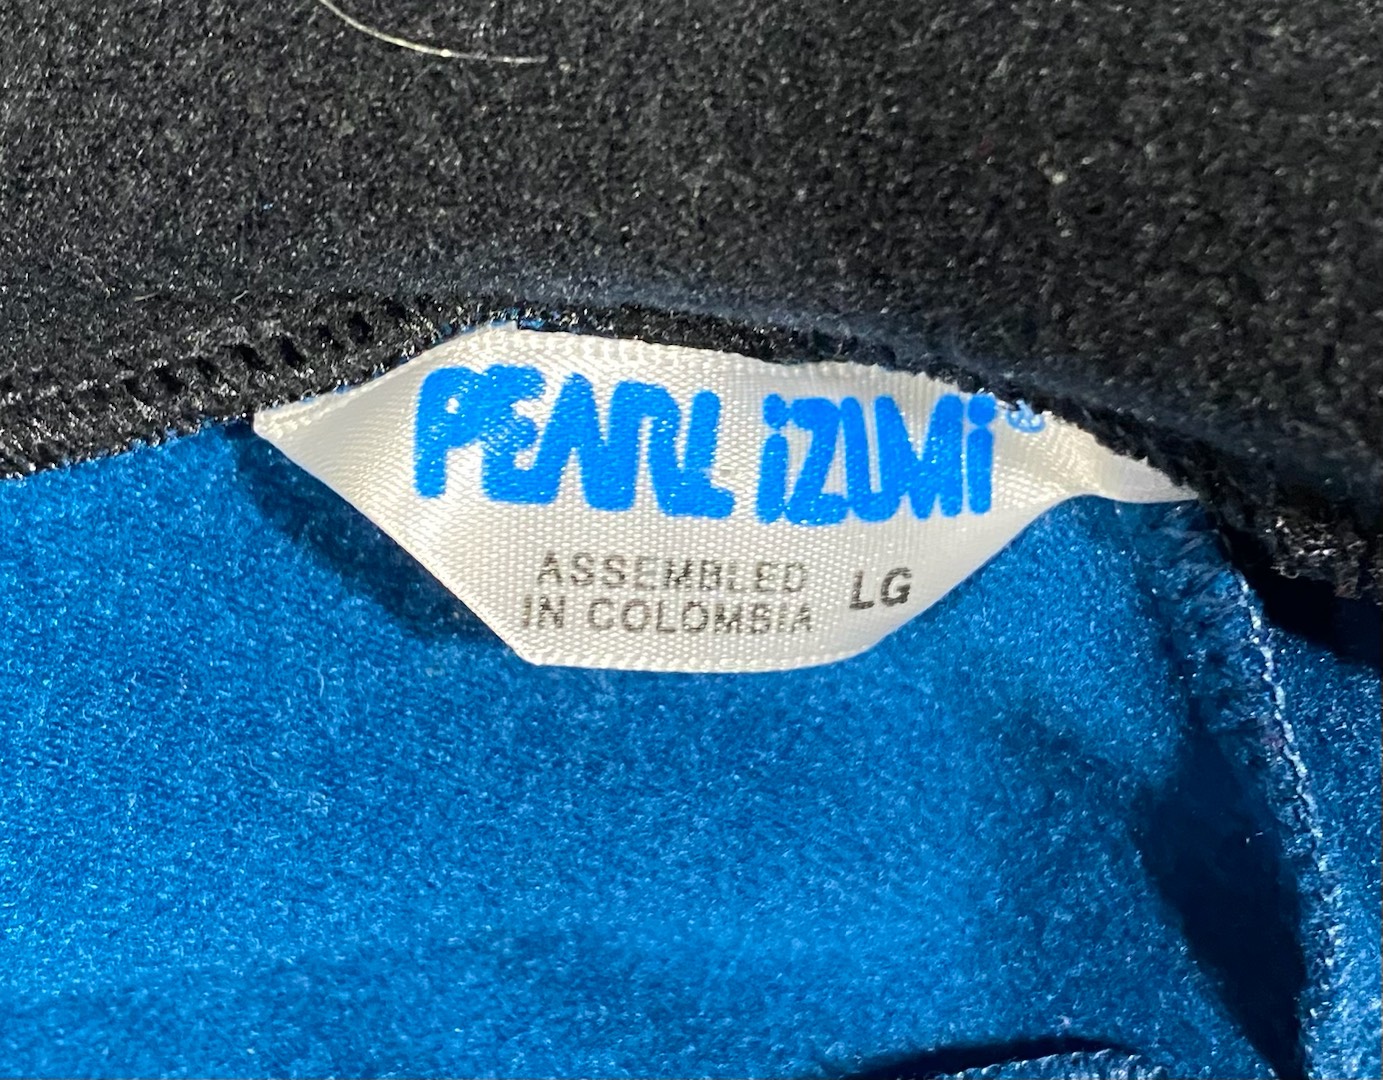 PEARL iZUMi®
ASSEMBLED
IN COLOMBIA
LG